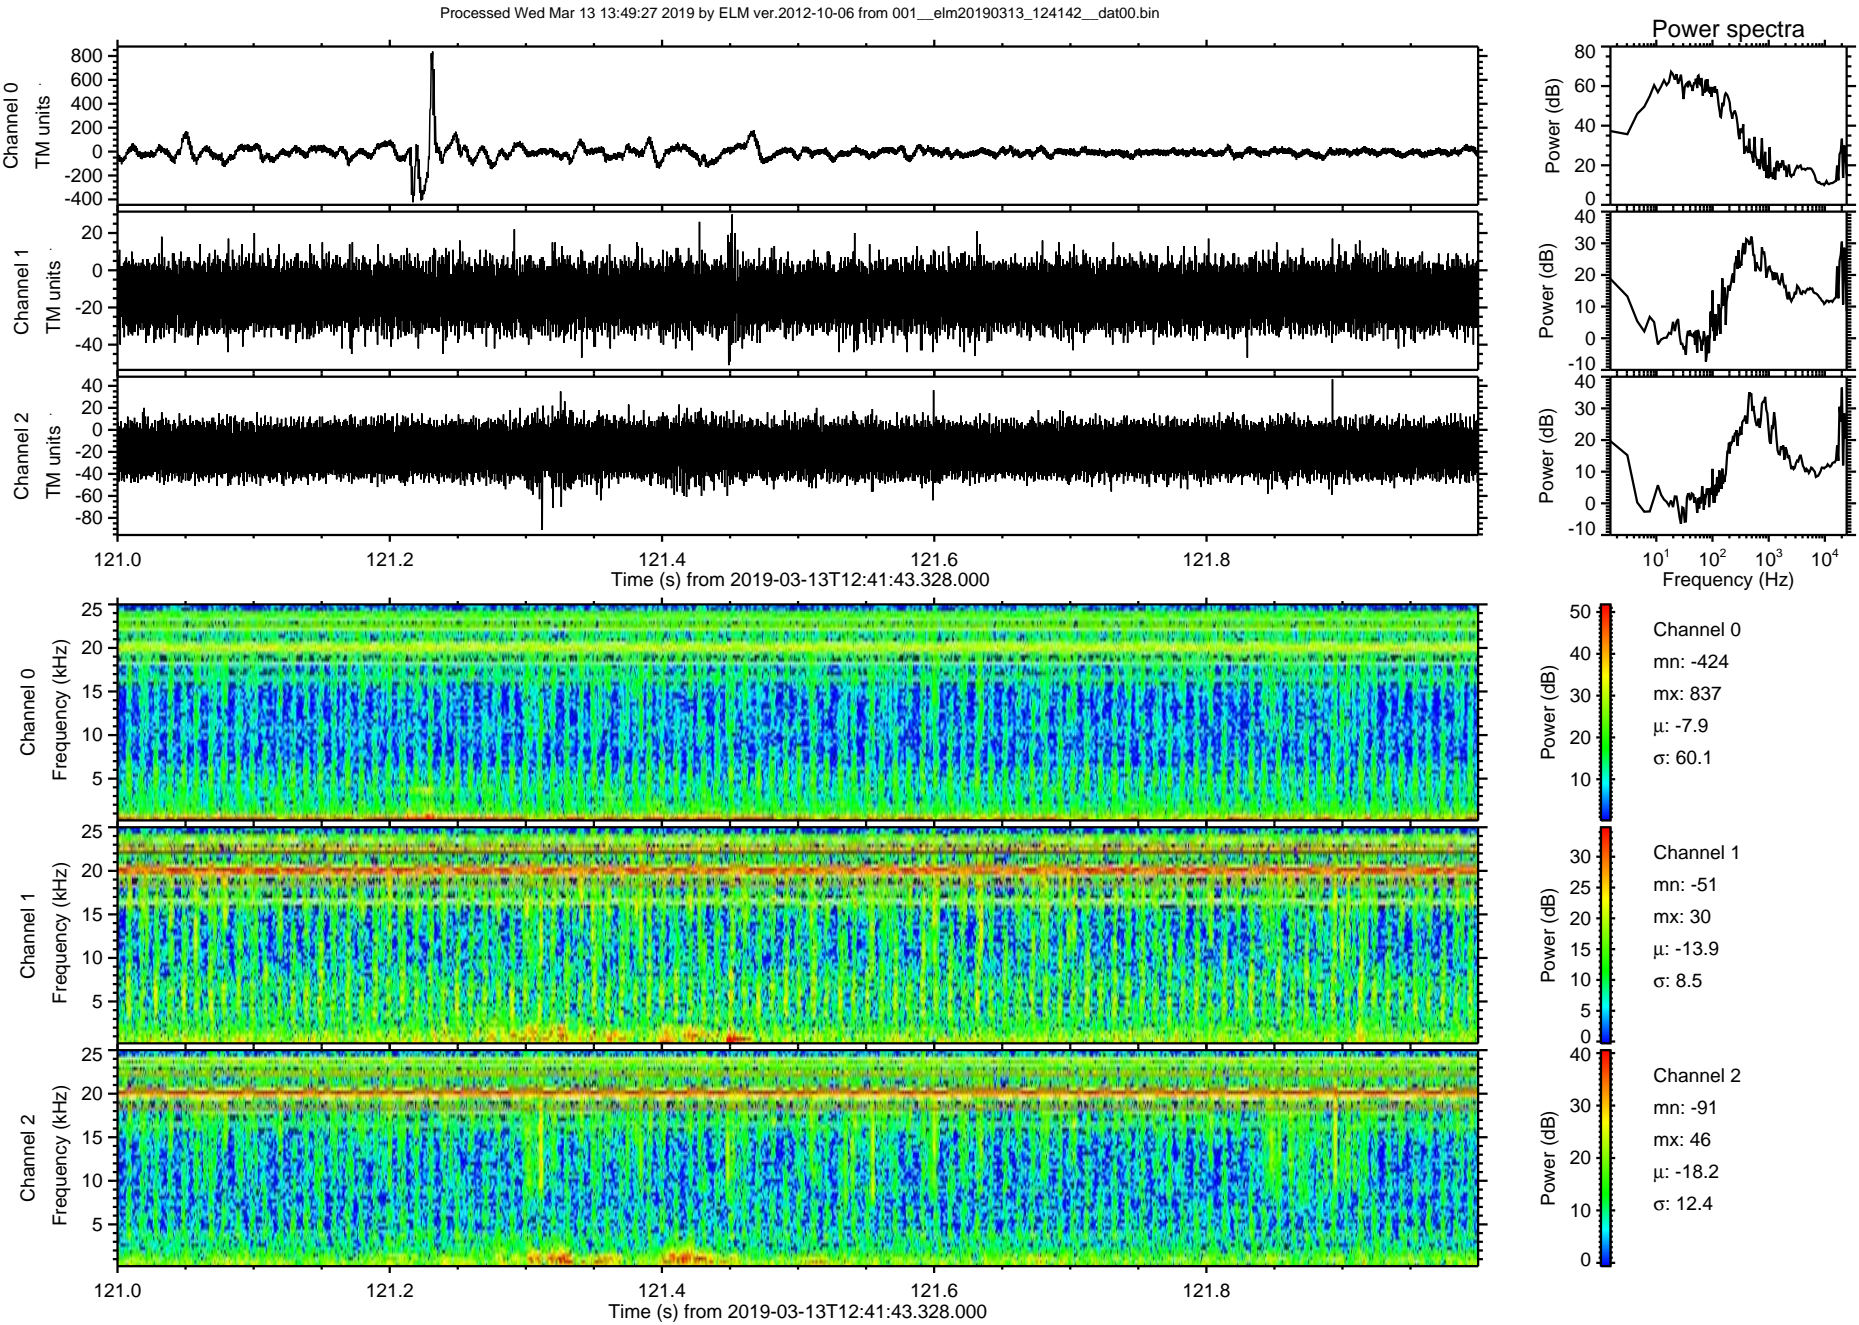 Processed Wed Mar 13 13:49:27 2019 by ELM ver.2012-10-06 from 001__elm20190313_124142__dat00.bin
Power spectra
Channel 0
TM units
800
600
400
200
0
-200
-400
Power (dB)
80
60
40
20
0
Channel 1
TM units
20
0
-20
-40
Power (dB)
40
30
20
10
0
-10
Channel 2
TM units
40
20
0
-20
-40
-60
-80
Power (dB)
40
30
20
10
0
-10
121.0 121.2 121.4 121.6 121.8
Time (s) from 2019-03-13T12:41:43.328.000
10¹ 10² 10³ 10⁴
Frequency (Hz)
Channel 0
Frequency (kHz)
25
20
15
10
5
Power (dB)
50
40
30
20
10
Channel 0
mn: -424
mx: 837
μ: -7.9
σ: 60.1
Channel 1
Frequency (kHz)
25
20
15
10
5
Power (dB)
30
25
20
15
10
5
0
Channel 1
mn: -51
mx: 30
μ: -13.9
σ: 8.5
Channel 2
Frequency (kHz)
25
20
15
10
5
Power (dB)
40
30
20
10
0
Channel 2
mn: -91
mx: 46
μ: -18.2
σ: 12.4
121.0 121.2 121.4 121.6 121.8
Time (s) from 2019-03-13T12:41:43.328.000